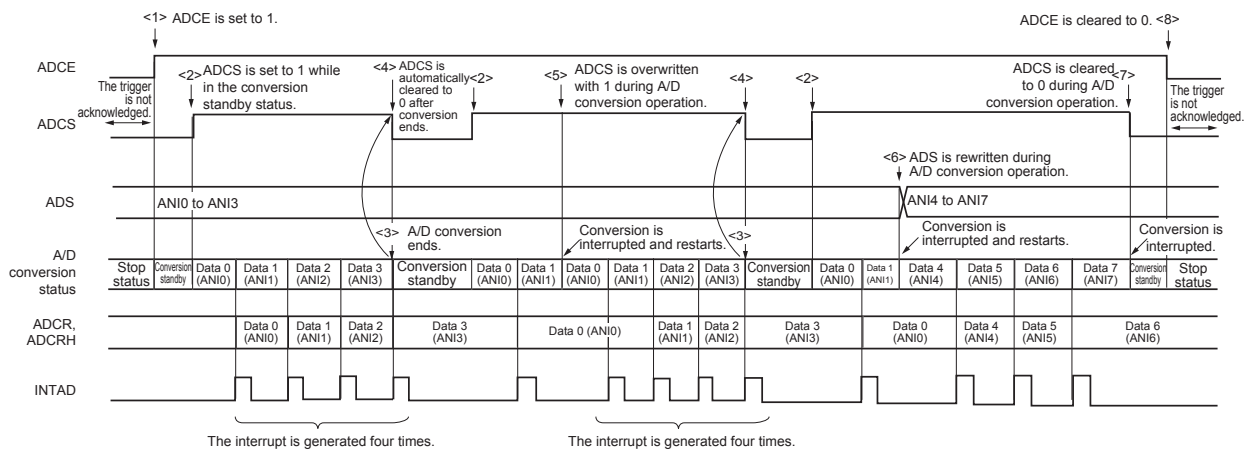 <1> ADCE is set to 1.
ADCE is cleared to 0. <8>
ADCE
The trigger
is not
acknowledged.
<2> ADCS is set to 1 while
in the conversion
standby status.
<4> ADCS is
automatically
cleared to
0 after
conversion
ends.
<2>
<5> ADCS is overwritten
with 1 during A/D
conversion operation.
<4>
<2>
ADCS is cleared
to 0 during A/D
conversion operation.
<7>
The trigger
is not
acknowledged.
ADCS
<6> ADS is rewritten during
A/D conversion operation.
ADS
ANI0 to ANI3
ANI4 to ANI7
<3> A/D conversion
ends.
Conversion is
interrupted and restarts.
<3>
Conversion is
interrupted and restarts.
Conversion
is interrupted.
A/D
conversion
status
Stop
status
Conversion
standby
Data 0
(ANI0)
Data 1
(ANI1)
Data 2
(ANI2)
Data 3
(ANI3)
Conversion
standby
Data 0
(ANI0)
Data 1
(ANI1)
Data 0
(ANI0)
Data 1
(ANI1)
Data 2
(ANI2)
Data 3
(ANI3)
Conversion
standby
Data 0
(ANI0)
Data 1
(ANI1)
Data 4
(ANI4)
Data 5
(ANI5)
Data 6
(ANI6)
Data 7
(ANI7)
Conversion
standby
Stop
status
ADCR,
ADCRH
Data 0
(ANI0)
Data 1
(ANI1)
Data 2
(ANI2)
Data 3
(ANI3)
Data 0 (ANI0)
Data 1
(ANI1)
Data 2
(ANI2)
Data 3
(ANI3)
Data 0
(ANI0)
Data 4
(ANI4)
Data 5
(ANI5)
Data 6
(ANI6)
INTAD
The interrupt is generated four times.
The interrupt is generated four times.